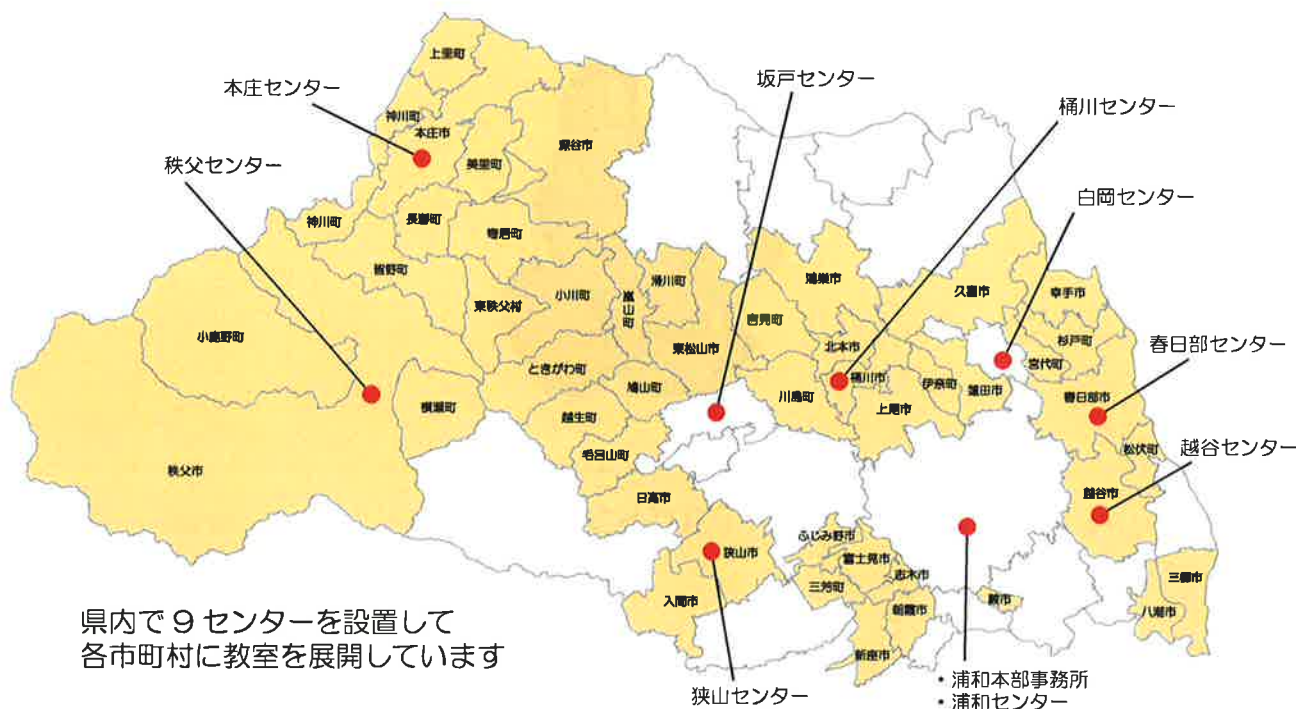 本庄センター
坂戸センター
桶川センター
秩父センター
白岡センター
春日部センター
越谷センター
上里町
神川町
本庄市
美里町
深谷市
神川町
長瀞町
寄居町
皆野町
小鹿野町
東秩父村
小川町
嵐山町
滑川町
東松山市
吉見町
鴻巣市
久喜市
幸手市
杉戸町
宮代町
北本市
桶川市
伊奈町
蓮田市
上尾市
川島町
春日部市
松伏町
越谷市
ときがわ町
鳩山町
横瀬町
越生町
毛呂山町
秩父市
日高市
狭山市
入間市
ふじみ野市
富士見市
三芳町
志木市
朝霞市
新座市
蕨市
三郷市
八潮市
県内で9センターを設置して
各市町村に教室を展開しています
狭山センター
・浦和本部事務所
・浦和センター